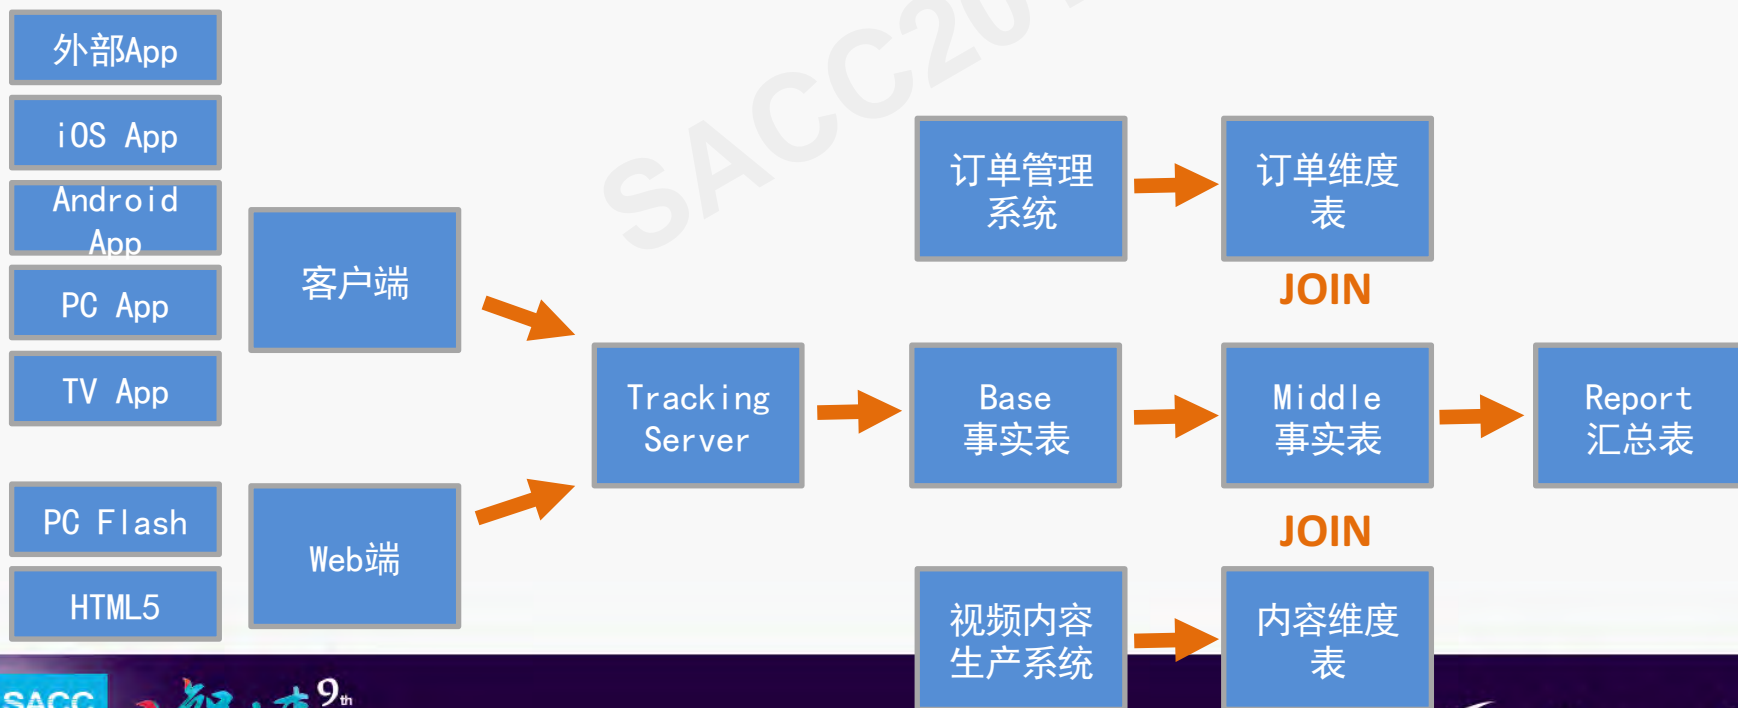 SACC201
外部App
iOS App
Android
App
PC App
TV App
PC Flash
HTML5
客户端
Web端
Tracking
Server
订单管理
系统
订单维度
表
JOIN
Base
事实表
Middle
事实表
Report
汇总表
JOIN
视频内容
生产系统
内容维度
表
SACC
9th